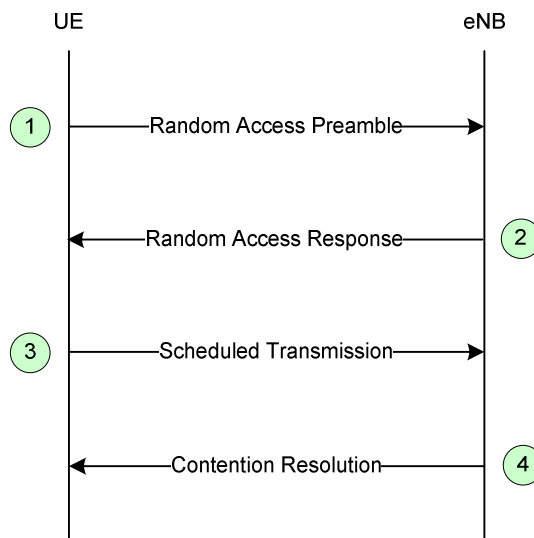 UE eNB
1 Random Access Preamble
Random Access Response 2
3 Scheduled Transmission
Contention Resolution 4